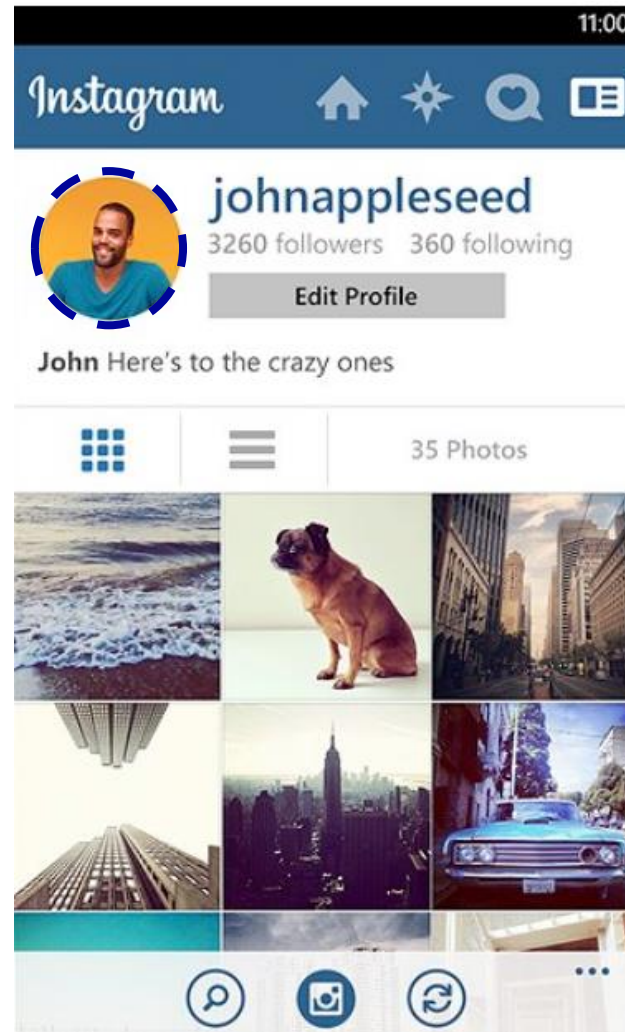 11:00
Instagram
johnappleseed
3260 followers 360 following
Edit Profile
John Here's to the crazy ones
35 Photos